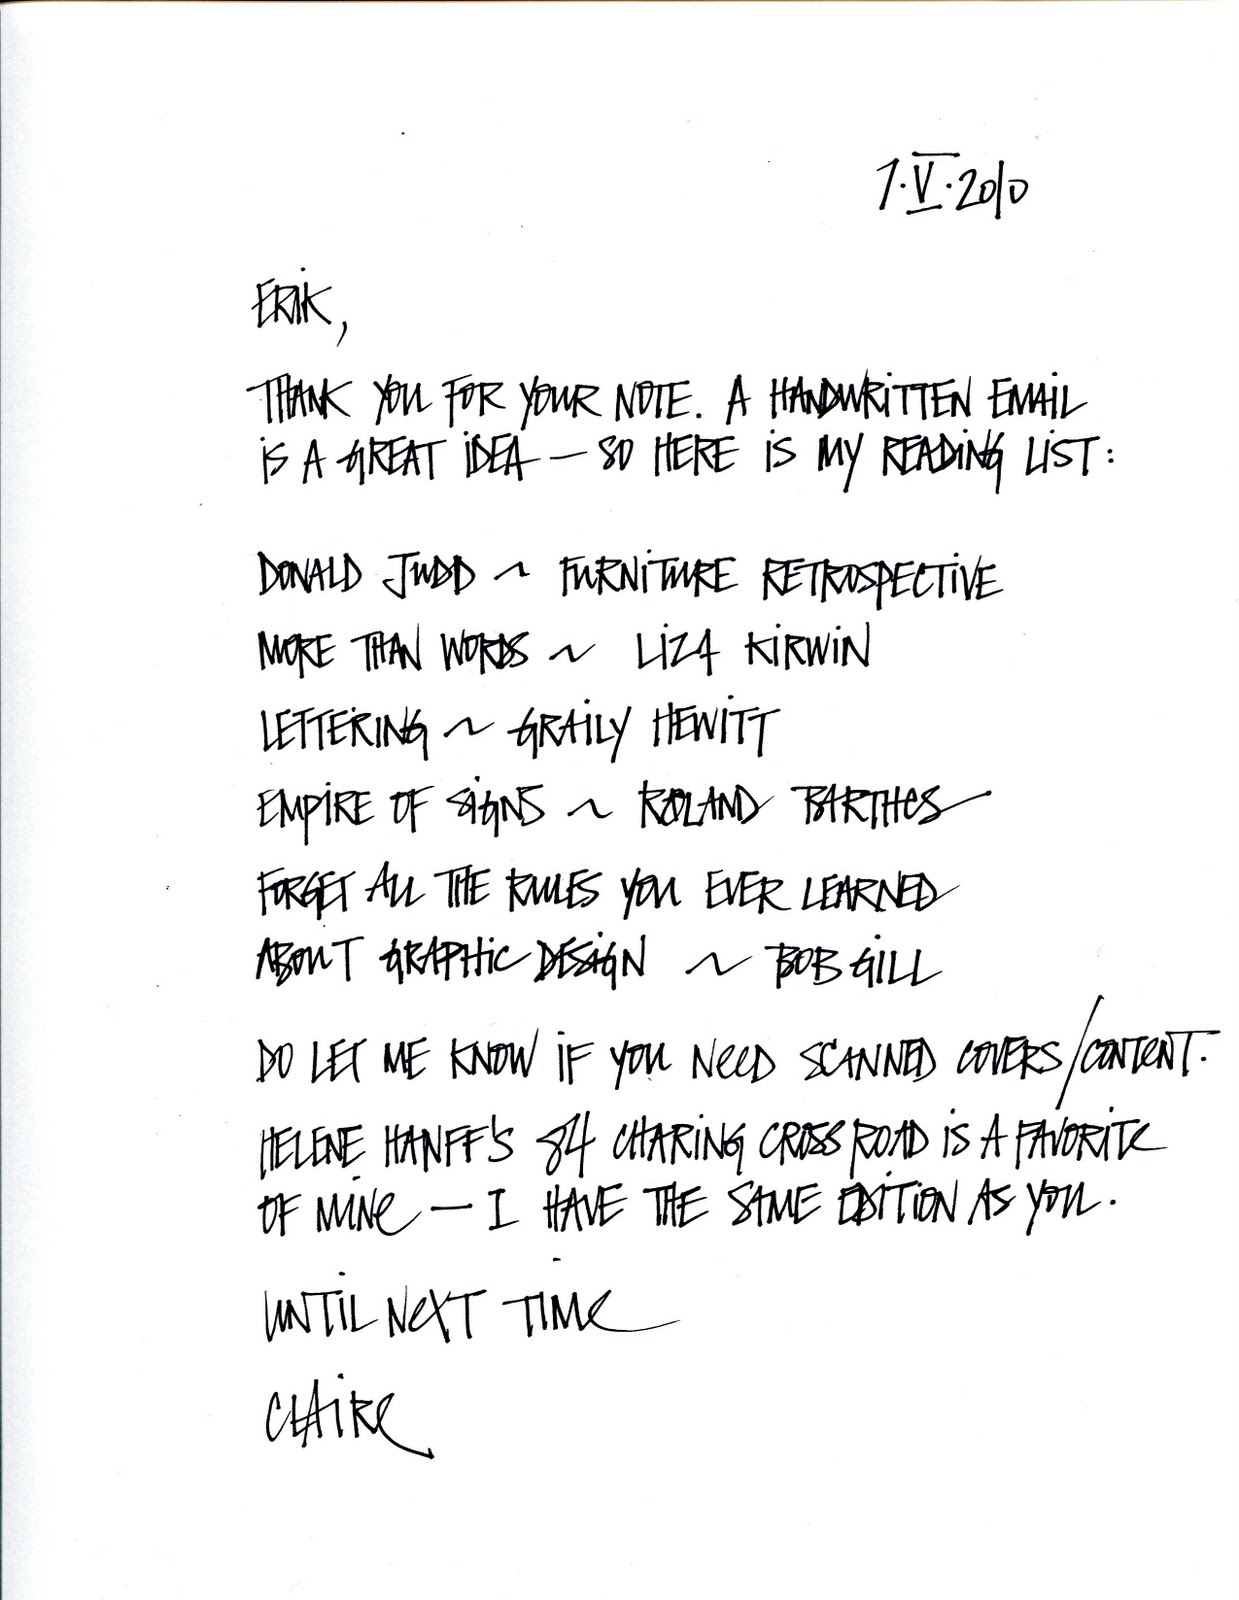 7·V·2010
ERIK,
THANK YOU FOR YOUR NOTE. A HANDWRITTEN EMAIL
IS A GREAT IDEA — SO HERE IS MY READING LIST:
DONALD JUDD ~ FURNITURE RETROSPECTIVE
MORE THAN WORDS ~ LIZA KIRWIN
LETTERING ~ GRAILY HEWITT
EMPIRE OF SIGNS ~ ROLAND BARTHES
FORGET ALL THE RULES YOU EVER LEARNED
ABOUT GRAPHIC DESIGN ~ BOB GILL
DO LET ME KNOW IF YOU NEED SCANNED COVERS/CONTENT.
HELENE HANFF'S 84 CHARING CROSS ROAD IS A FAVORITE
OF MINE — I HAVE THE SAME EDITION AS YOU.
UNTIL NEXT TIME
CLAIRE